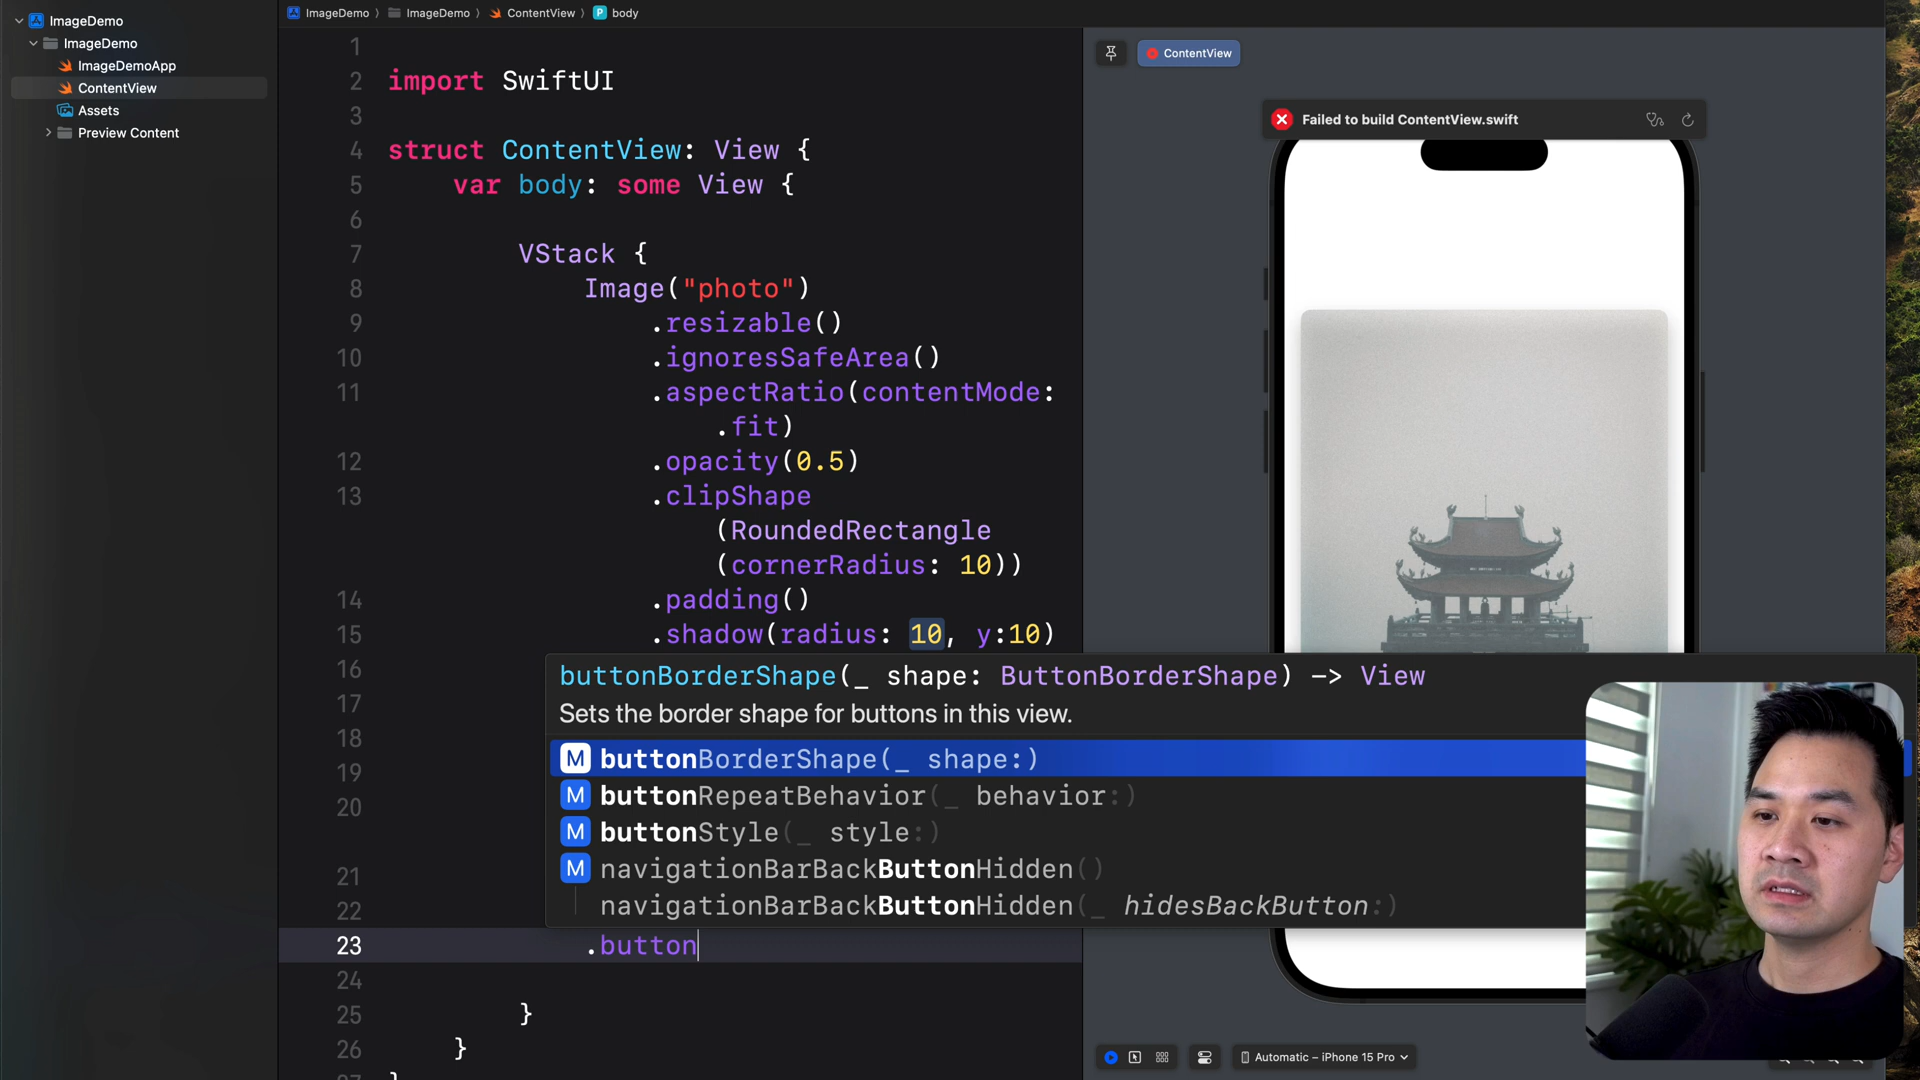 ImageDemo
ImageDemo
ImageDemoApp
ContentView
Assets
Preview Content
ImageDemo ImageDemo ContentView P body
1
2 import SwiftUI
3
4 struct ContentView: View {
5 var body: some View {
6
7 VStack {
8 Image("photo")
9 .resizable()
10 .ignoresSafeArea()
11 .aspectRatio(contentMode:
.fit)
12 .opacity(0.5)
13 .clipShape
(RoundedRectangle
(cornerRadius: 10))
14 .padding()
15 .shadow(radius: 10, y:10)
16
17
18
19
20
21
22
23 .button
24
25 }
26 }
buttonBorderShape(_ shape: ButtonBorderShape) -> View
Sets the border shape for buttons in this view.
M buttonBorderShape(_ shape:)
M buttonRepeatBehavior(_ behavior:)
M buttonStyle(_ style:)
M navigationBarBackButtonHidden()
navigationBarBackButtonHidden(_ hidesBackButton:)
ContentView
Failed to build ContentView.swift
Automatic – iPhone 15 Pro